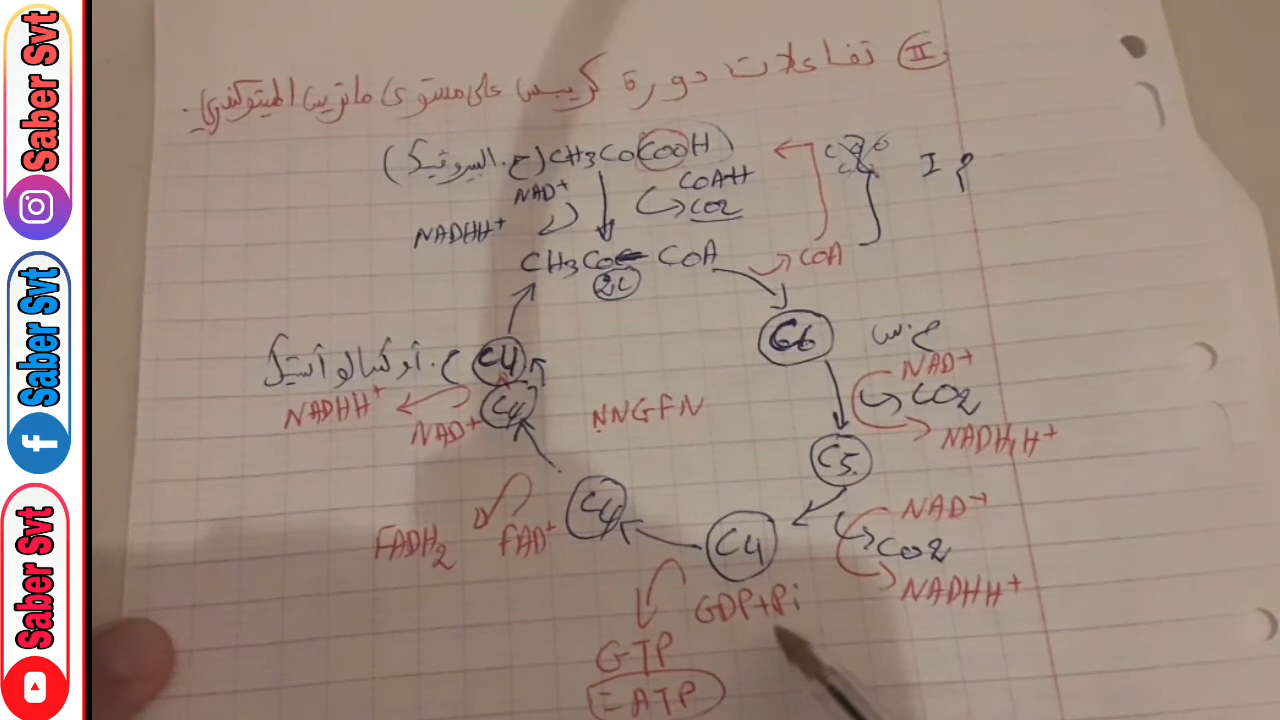 II تفاعلات دورة كريبس على مستوى ماتريس الميتوكندري.
CH3COCOOH (ح. البيروفيك)
NAD+
NADHH+
COAH
CO2
CH3CO COA
2C
COA
C6
ح.س
NAD+
CO2
NADH,H+
C5
NAD+
CO2
NADHH+
C4
GDP+Pi
GTP
=ATP
C4
FAD+
FADH2
C4
NAD+
NADHH+
C4
ح. أوكسالو أستيك
NNGFN
Saber Svt
Saber Svt
Saber Svt